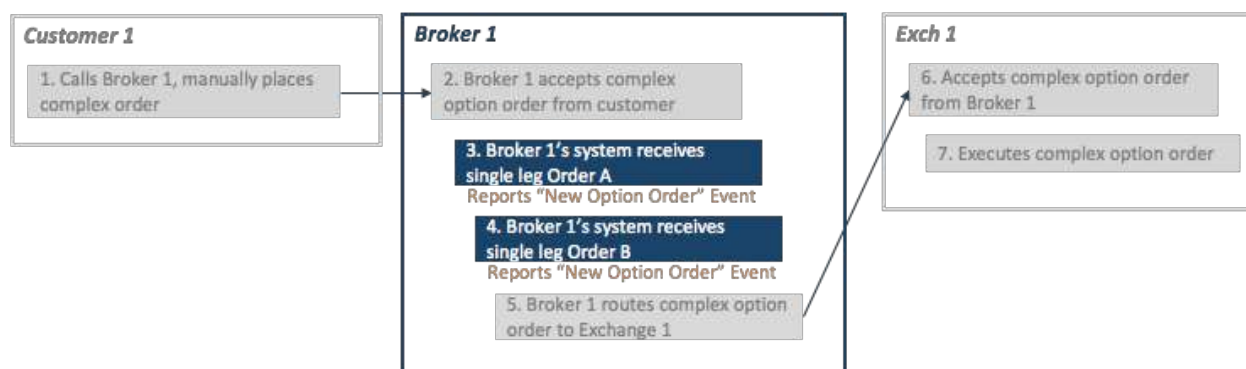 Customer 1
1. Calls Broker 1, manually places
complex order
Broker 1
2. Broker 1 accepts complex
option order from customer
3. Broker 1's system receives
single leg Order A
Reports "New Option Order" Event
4. Broker 1's system receives
single leg Order B
Reports "New Option Order" Event
5. Broker 1 routes complex option
order to Exchange 1
Exch 1
6. Accepts complex option order
from Broker 1
7. Executes complex option order